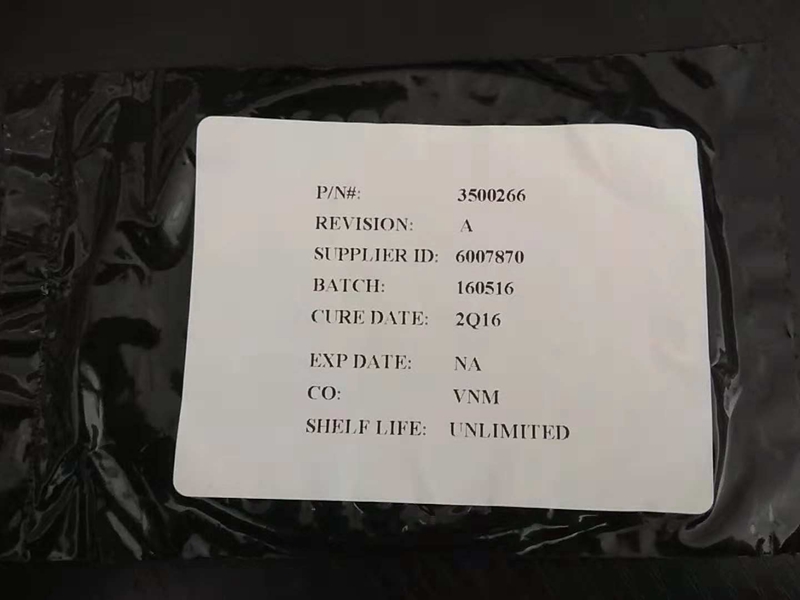 P/N#: 3500266
REVISION: A
SUPPLIER ID: 6007870
BATCH: 160516
CURE DATE: 2Q16
EXP DATE: NA
CO: VNM
SHELF LIFE: UNLIMITED